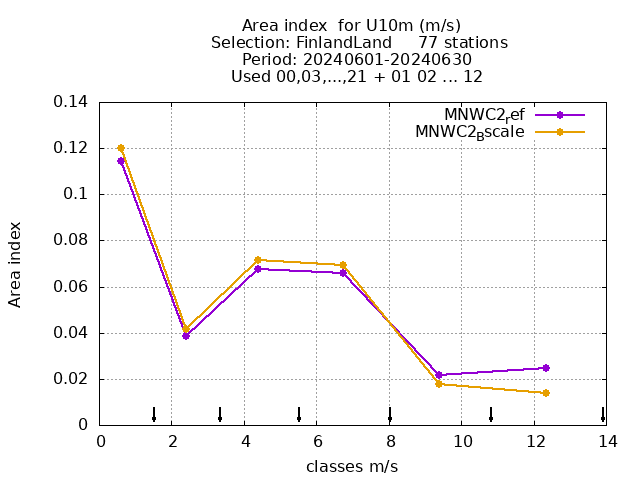 Area index  for U10m (m/s)
Selection: FinlandLand     77 stations
Period: 20240601-20240630
Used 00,03,...,21 + 01 02 ... 12
MNWC2ref
MNWC2Bscale
0.14
0.12
0.1
0.08
0.06
0.04
0.02
0
Area index
0 2 4 6 8 10 12 14
classes m/s